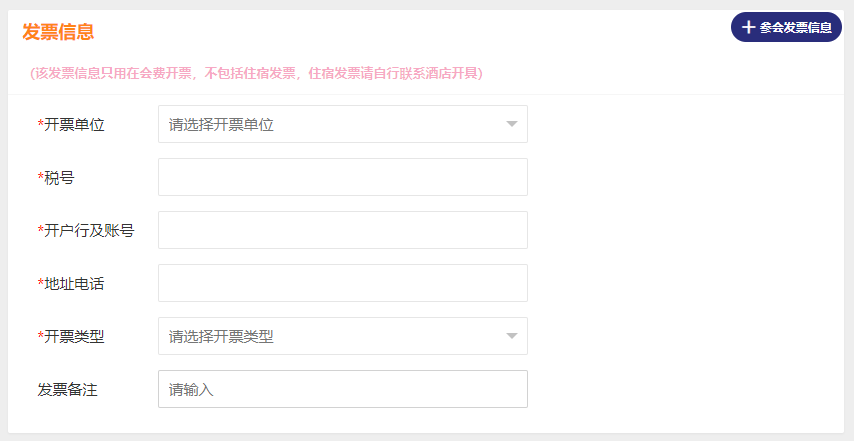 发票信息
参会发票信息
(该发票信息只用在会费开票，不包括住宿发票，住宿发票请自行联系酒店开具)
*开票单位
请选择开票单位
*税号
*开户行及账号
*地址电话
*开票类型
请选择开票类型
发票备注
请输入